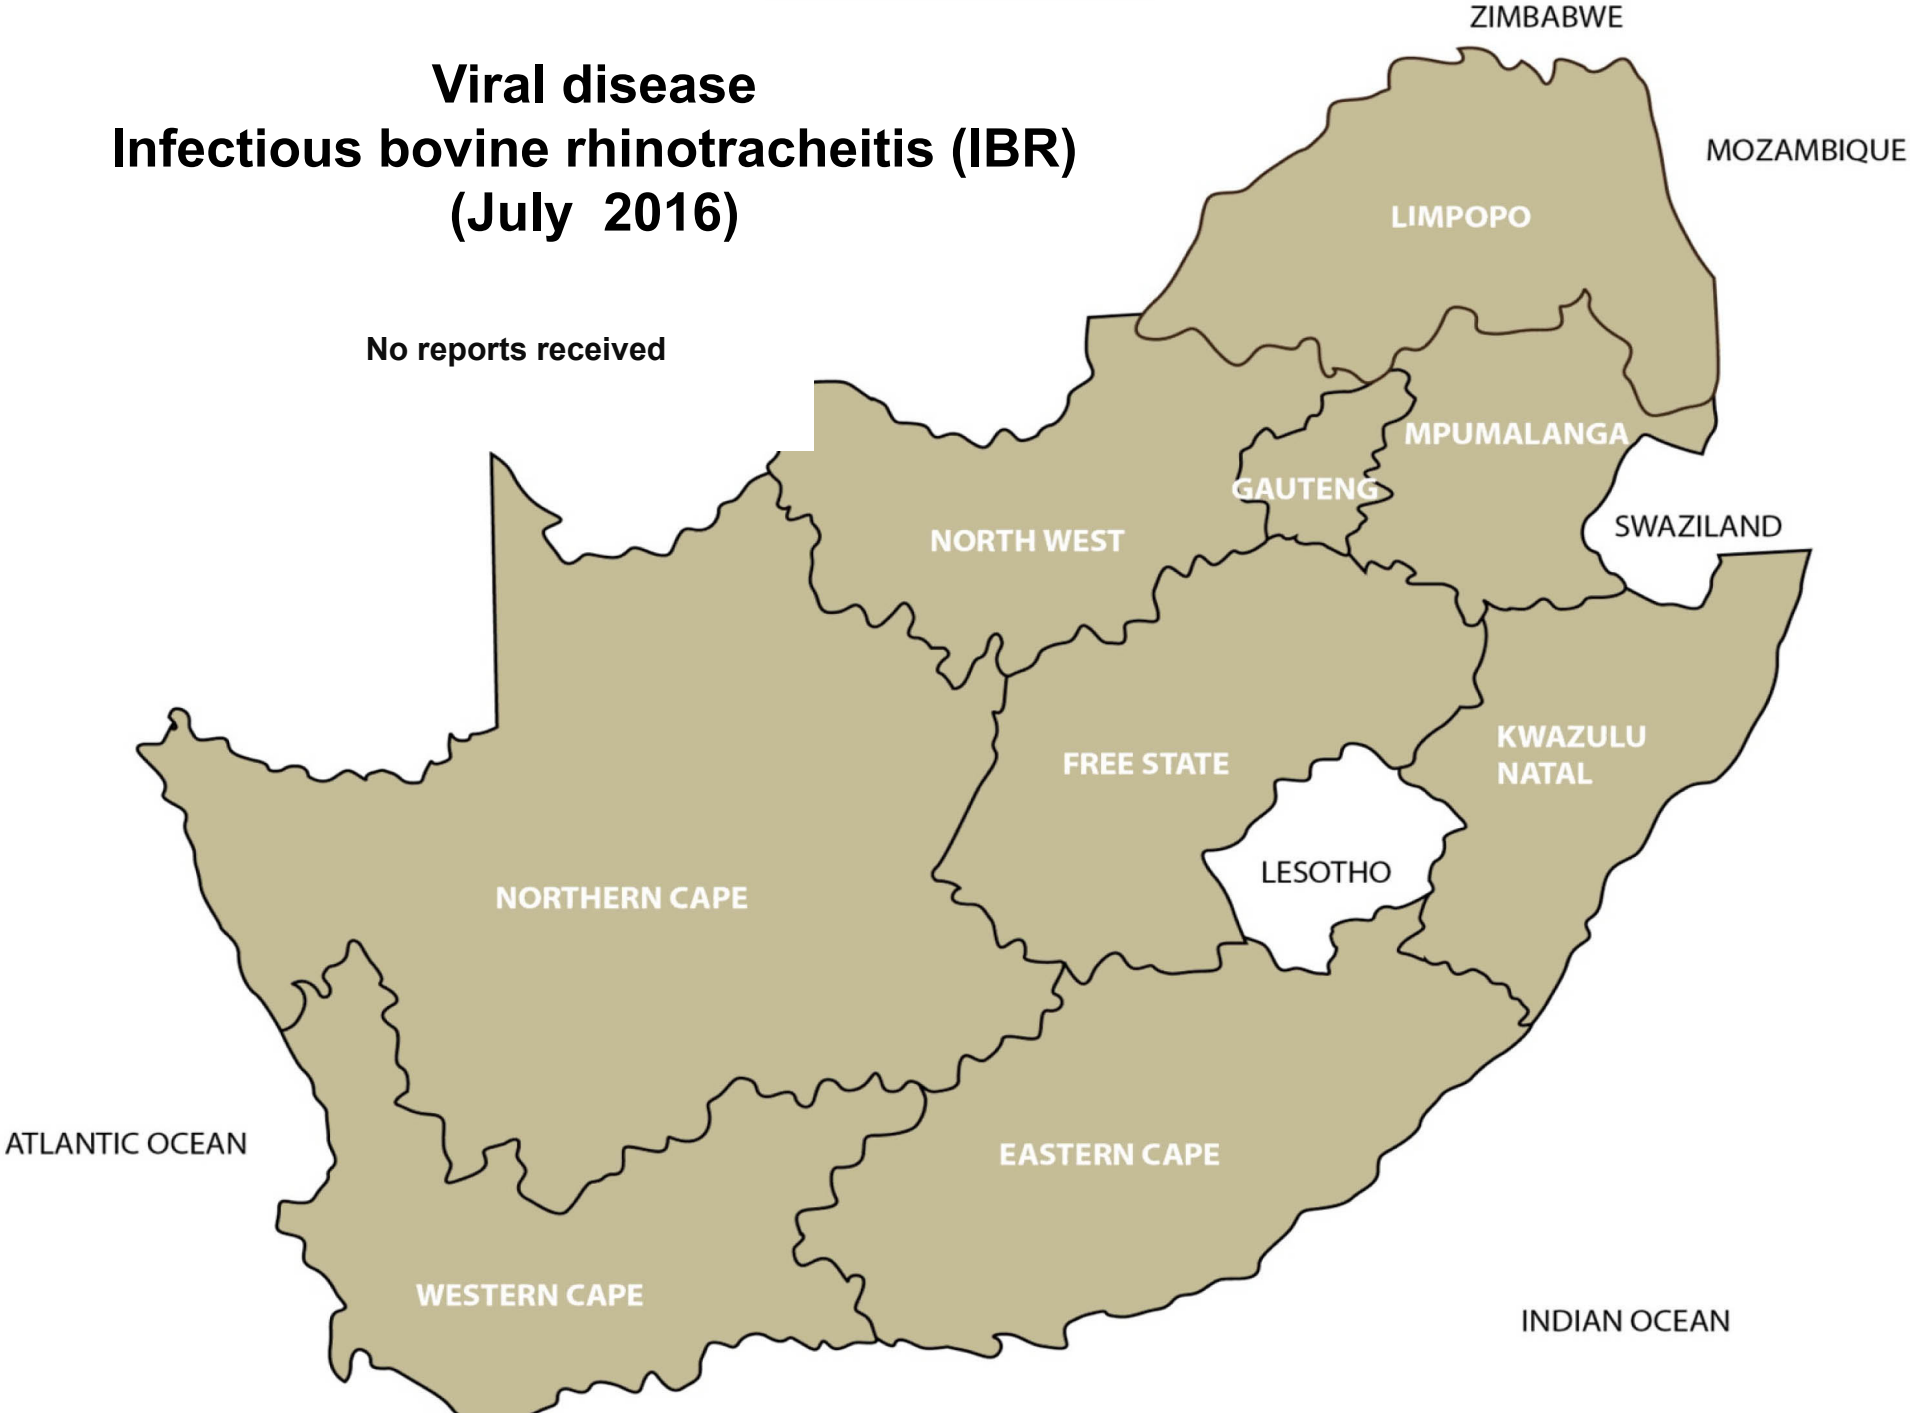 ZIMBABWE
Viral disease
Infectious bovine rhinotracheitis (IBR)
(July 2016)
MOZAMBIQUE
LIMPOPO
No reports received
MPUMALANGA
GAUTENG
NORTH WEST
SWAZILAND
KWAZULU
NATAL
FREE STATE
LESOTHO
NORTHERN CAPE
ATLANTIC OCEAN
EASTERN CAPE
WESTERN CAPE
INDIAN OCEAN